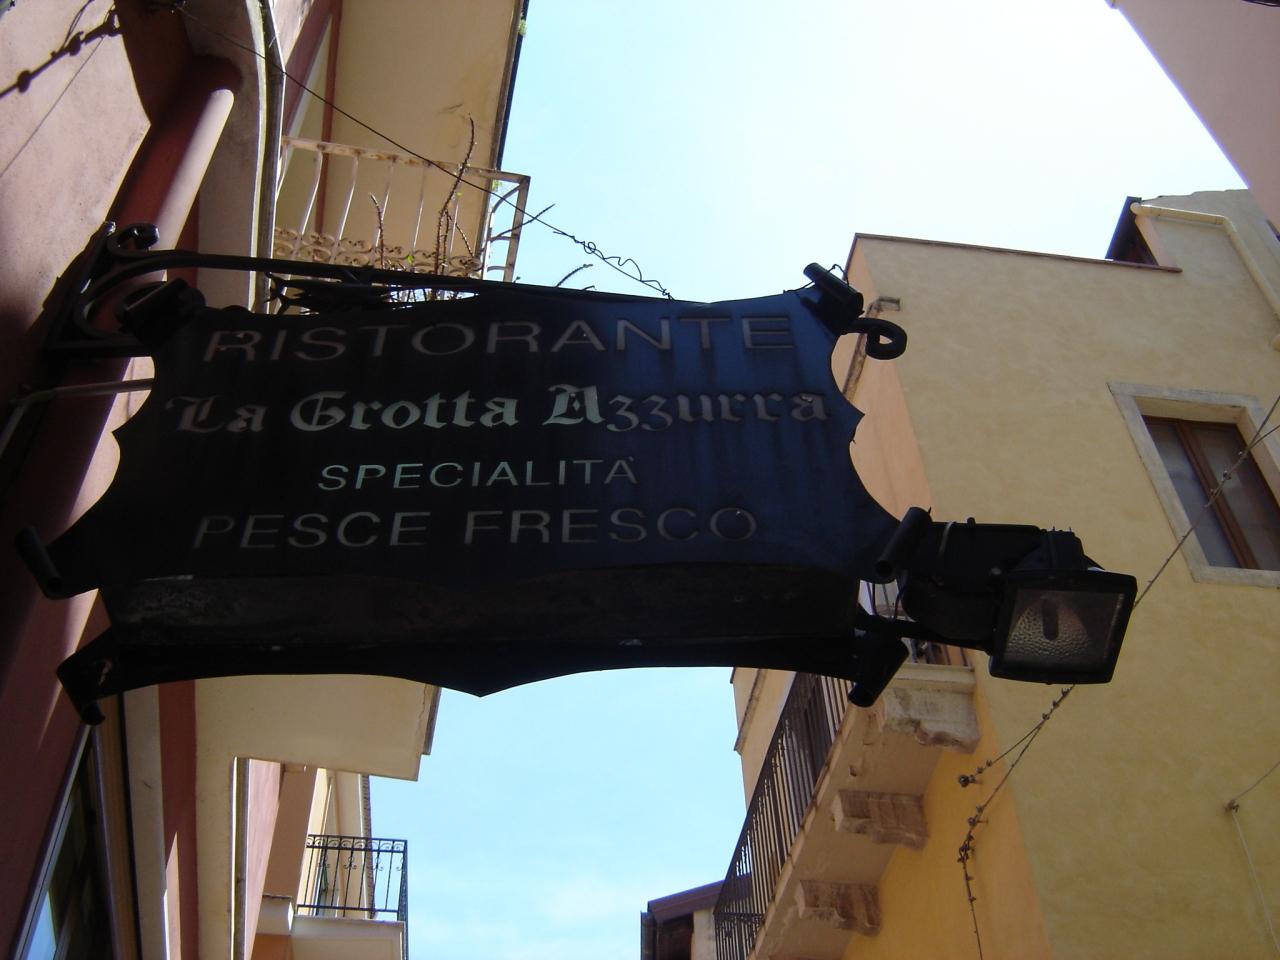 RISTORANTE
La Grotta Azzurra
SPECIALITÀ
PESCE FRESCO